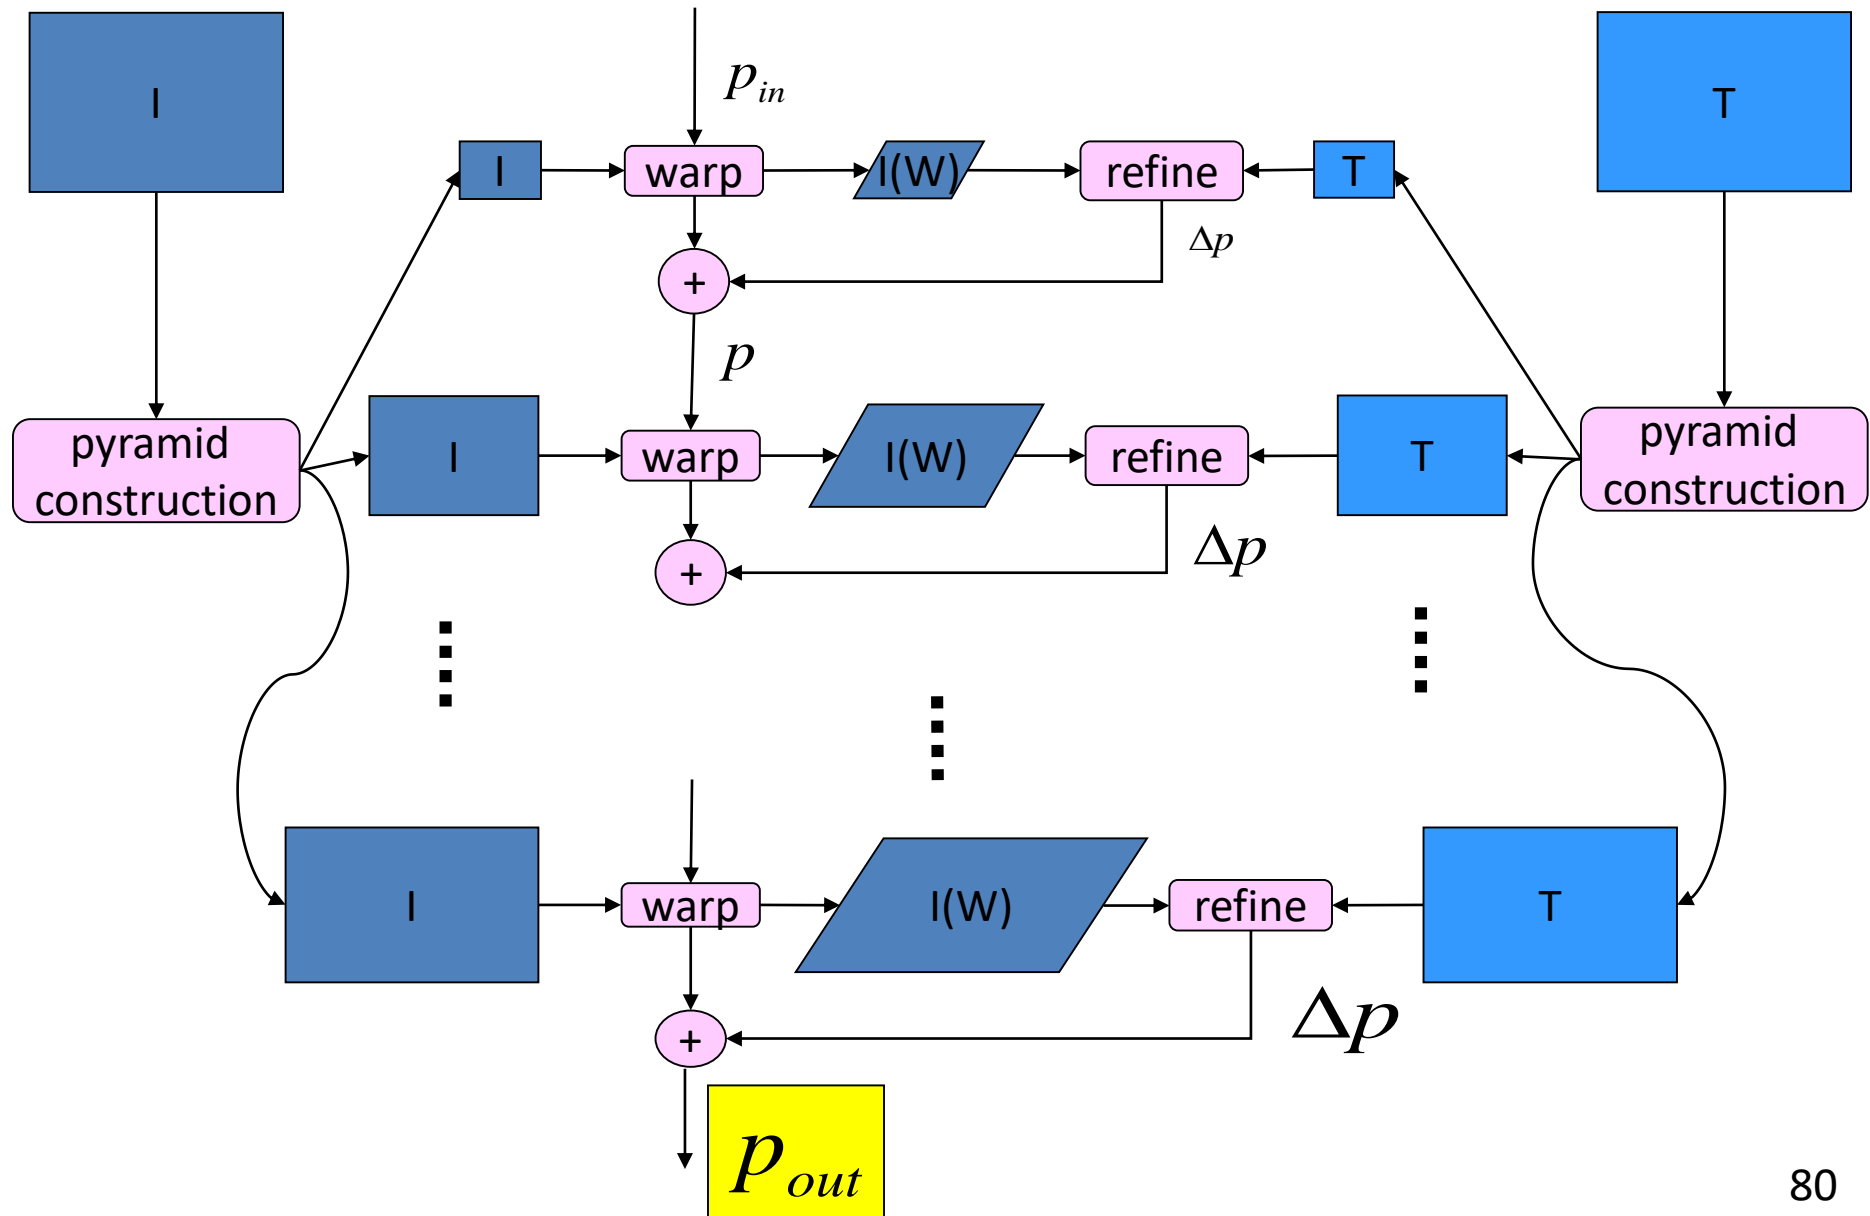 I
T
p_in
I
warp
I(W)
refine
T
Δp
+
p
pyramid
construction
I
warp
I(W)
refine
T
pyramid
construction
Δp
+
I
warp
I(W)
refine
T
Δp
+
p_out
80